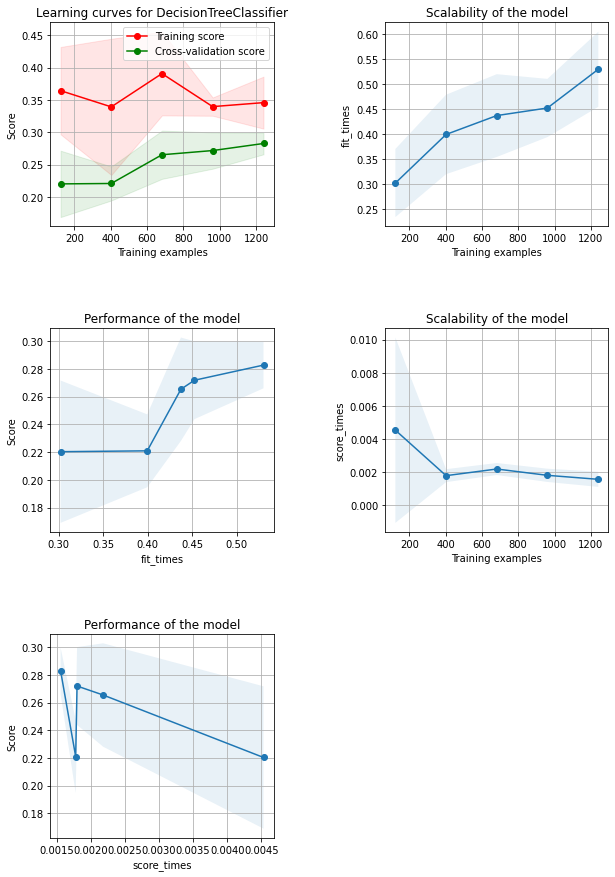 Learning curves for DecisionTreeClassifier
Training score
Cross-validation score
0.45
0.40
0.35
0.30
0.25
0.20
Score
200 400 600 800 1000 1200
Training examples
Scalability of the model
0.60
0.55
0.50
0.45
0.40
0.35
0.30
0.25
fit_times
200 400 600 800 1000 1200
Training examples
Performance of the model
0.30
0.28
0.26
0.24
0.22
0.20
0.18
Score
0.30 0.35 0.40 0.45 0.50
fit_times
Scalability of the model
0.010
0.008
0.006
0.004
0.002
0.000
score_times
200 400 600 800 1000 1200
Training examples
Performance of the model
0.30
0.28
0.26
0.24
0.22
0.20
0.18
Score
0.0015 0.0020 0.0025 0.0030 0.0035 0.0040 0.0045
score_times